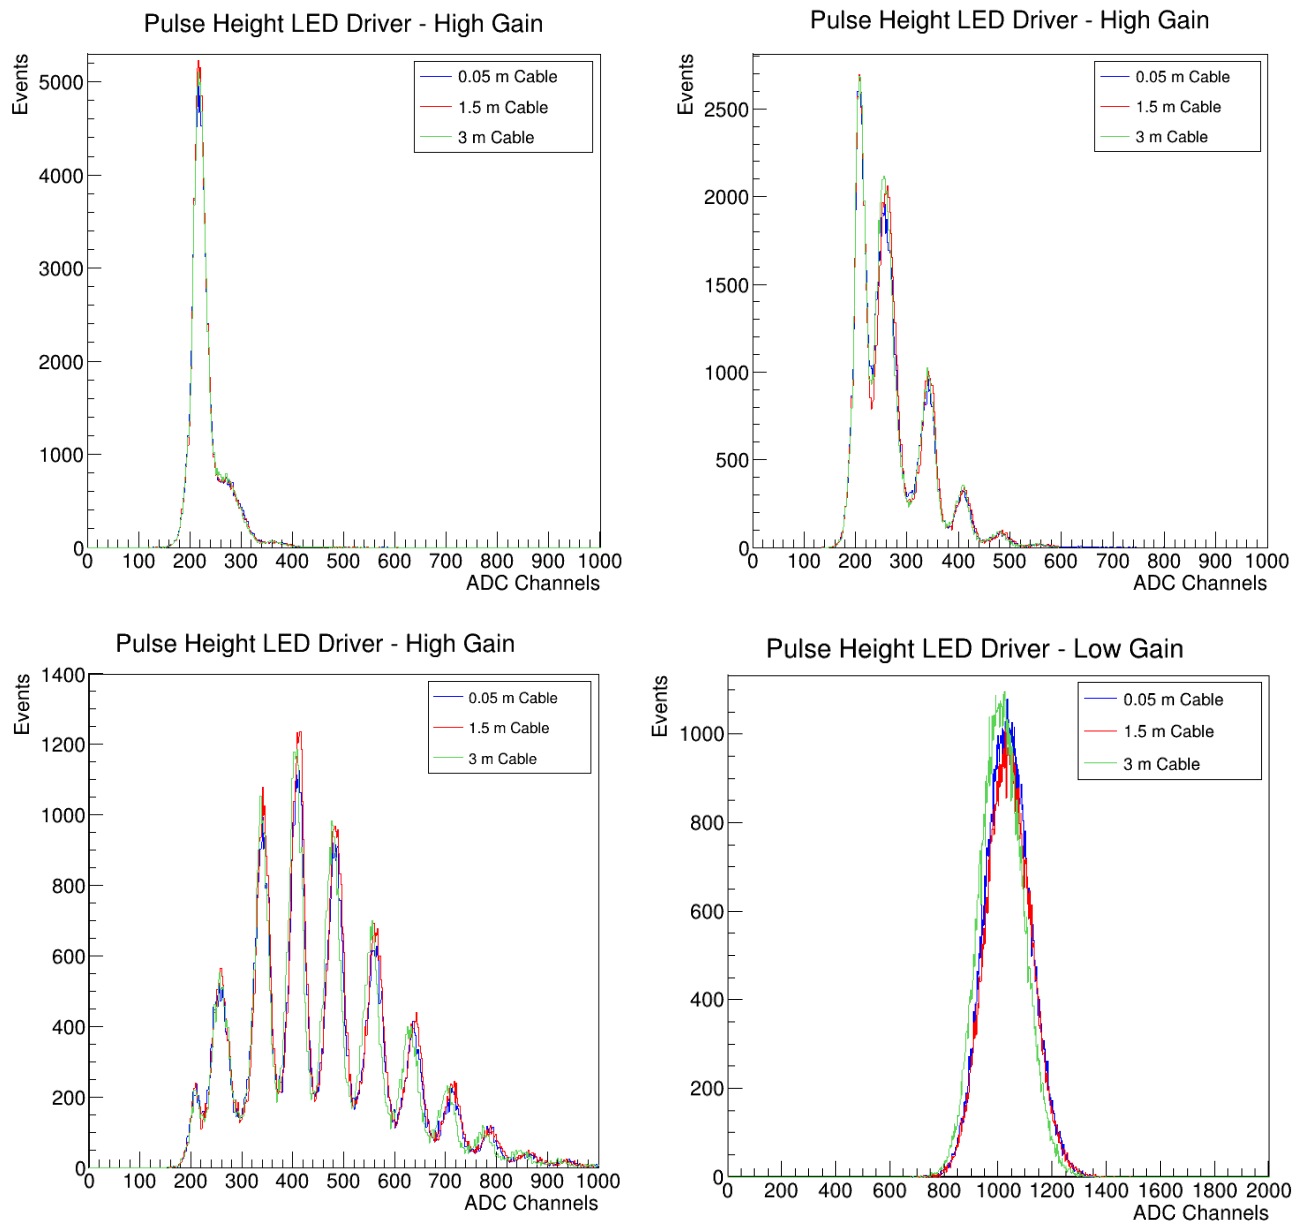 Pulse Height LED Driver - High Gain
Events
0.05 m Cable
1.5 m Cable
3 m Cable
5000
4000
3000
2000
1000
0
0 100 200 300 400 500 600 700 800 900 1000
ADC Channels
Pulse Height LED Driver - High Gain
Events
0.05 m Cable
1.5 m Cable
3 m Cable
2500
2000
1500
1000
500
0
0 100 200 300 400 500 600 700 800 900 1000
ADC Channels
Pulse Height LED Driver - High Gain
Events
0.05 m Cable
1.5 m Cable
3 m Cable
1400
1200
1000
800
600
400
200
0
0 100 200 300 400 500 600 700 800 900 1000
ADC Channels
Pulse Height LED Driver - Low Gain
Events
0.05 m Cable
1.5 m Cable
3 m Cable
1000
800
600
400
200
0
0 200 400 600 800 1000 1200 1400 1600 1800 2000
ADC Channels